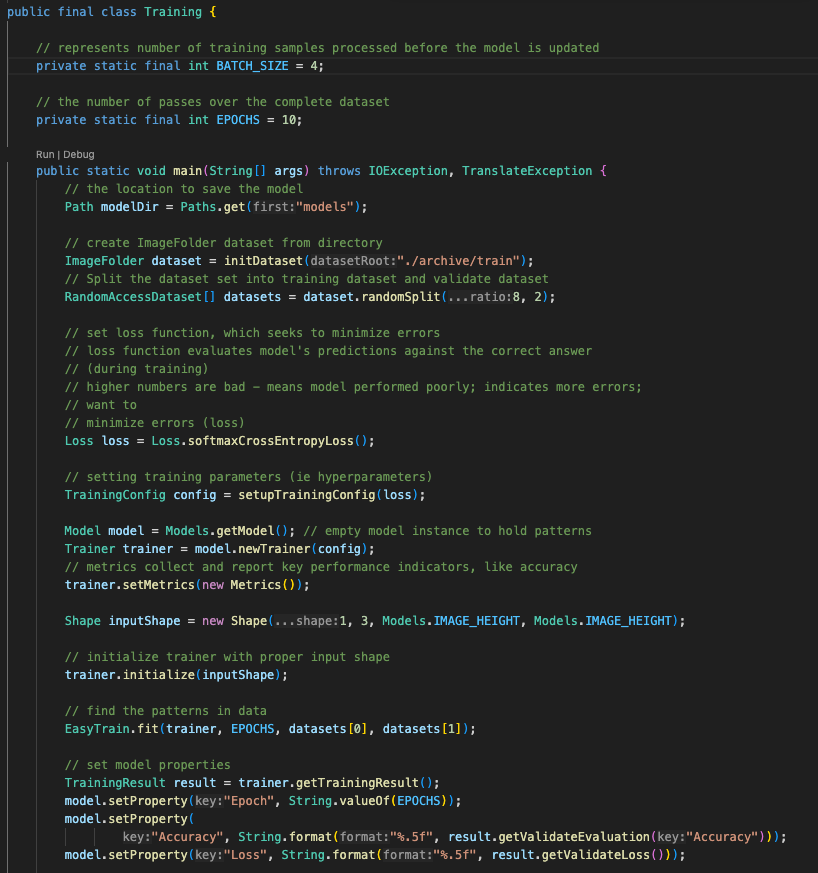 public final class Training {
// represents number of training samples processed before the model is updated
private static final int BATCH_SIZE = 4;
// the number of passes over the complete dataset
private static final int EPOCHS = 10;
Run | Debug
public static void main(String[] args) throws IOException, TranslateException {
// the location to save the model
Path modelDir = Paths.get(first:"models");
// create ImageFolder dataset from directory
ImageFolder dataset = initDataset(datasetRoot:"./archive/train");
// Split the dataset set into training dataset and validate dataset
RandomAccessDataset[] datasets = dataset.randomSplit(...ratio:8, 2);
// set loss function, which seeks to minimize errors
// loss function evaluates model's predictions against the correct answer
// (during training)
// higher numbers are bad – means model performed poorly; indicates more errors;
// want to
// minimize errors (loss)
Loss loss = Loss.softmaxCrossEntropyLoss();
// setting training parameters (ie hyperparameters)
TrainingConfig config = setupTrainingConfig(loss);
Model model = Models.getModel(); // empty model instance to hold patterns
Trainer trainer = model.newTrainer(config);
// metrics collect and report key performance indicators, like accuracy
trainer.setMetrics(new Metrics());
Shape inputShape = new Shape(...shape:1, 3, Models.IMAGE_HEIGHT, Models.IMAGE_HEIGHT);
// initialize trainer with proper input shape
trainer.initialize(inputShape);
// find the patterns in data
EasyTrain.fit(trainer, EPOCHS, datasets[0], datasets[1]);
// set model properties
TrainingResult result = trainer.getTrainingResult();
model.setProperty(key:"Epoch", String.valueOf(EPOCHS));
model.setProperty(
key:"Accuracy", String.format(format:"%.5f", result.getValidateEvaluation(key:"Accuracy")));
model.setProperty(key:"Loss", String.format(format:"%.5f", result.getValidateLoss()));